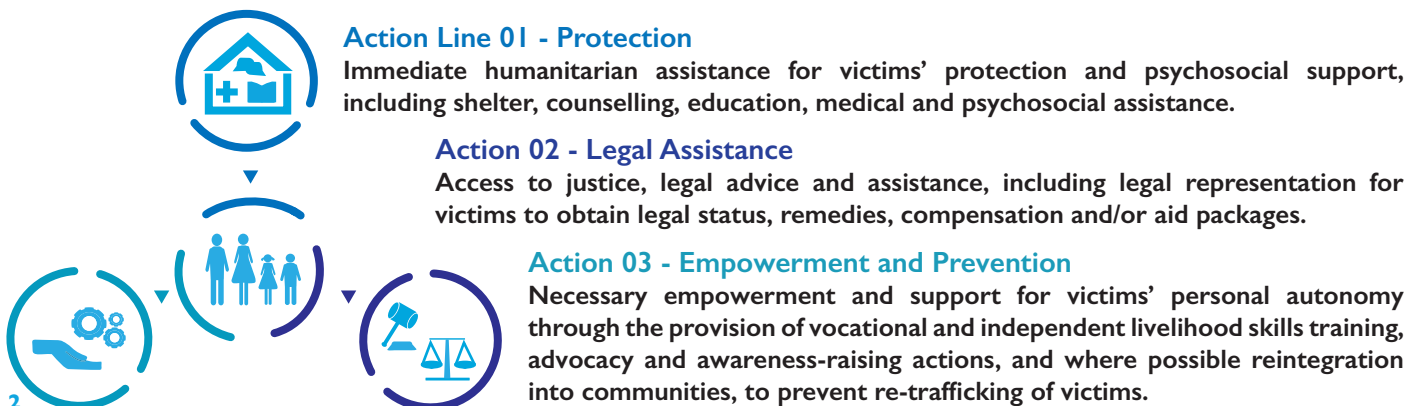 Action Line 01 - Protection
Immediate humanitarian assistance for victims’ protection and psychosocial support,
including shelter, counselling, education, medical and psychosocial assistance.
Action 02 - Legal Assistance
Access to justice, legal advice and assistance, including legal representation for
victims to obtain legal status, remedies, compensation and/or aid packages.
Action 03 - Empowerment and Prevention
Necessary empowerment and support for victims’ personal autonomy
through the provision of vocational and independent livelihood skills training,
advocacy and awareness-raising actions, and where possible reintegration
into communities, to prevent re-trafficking of victims.
2